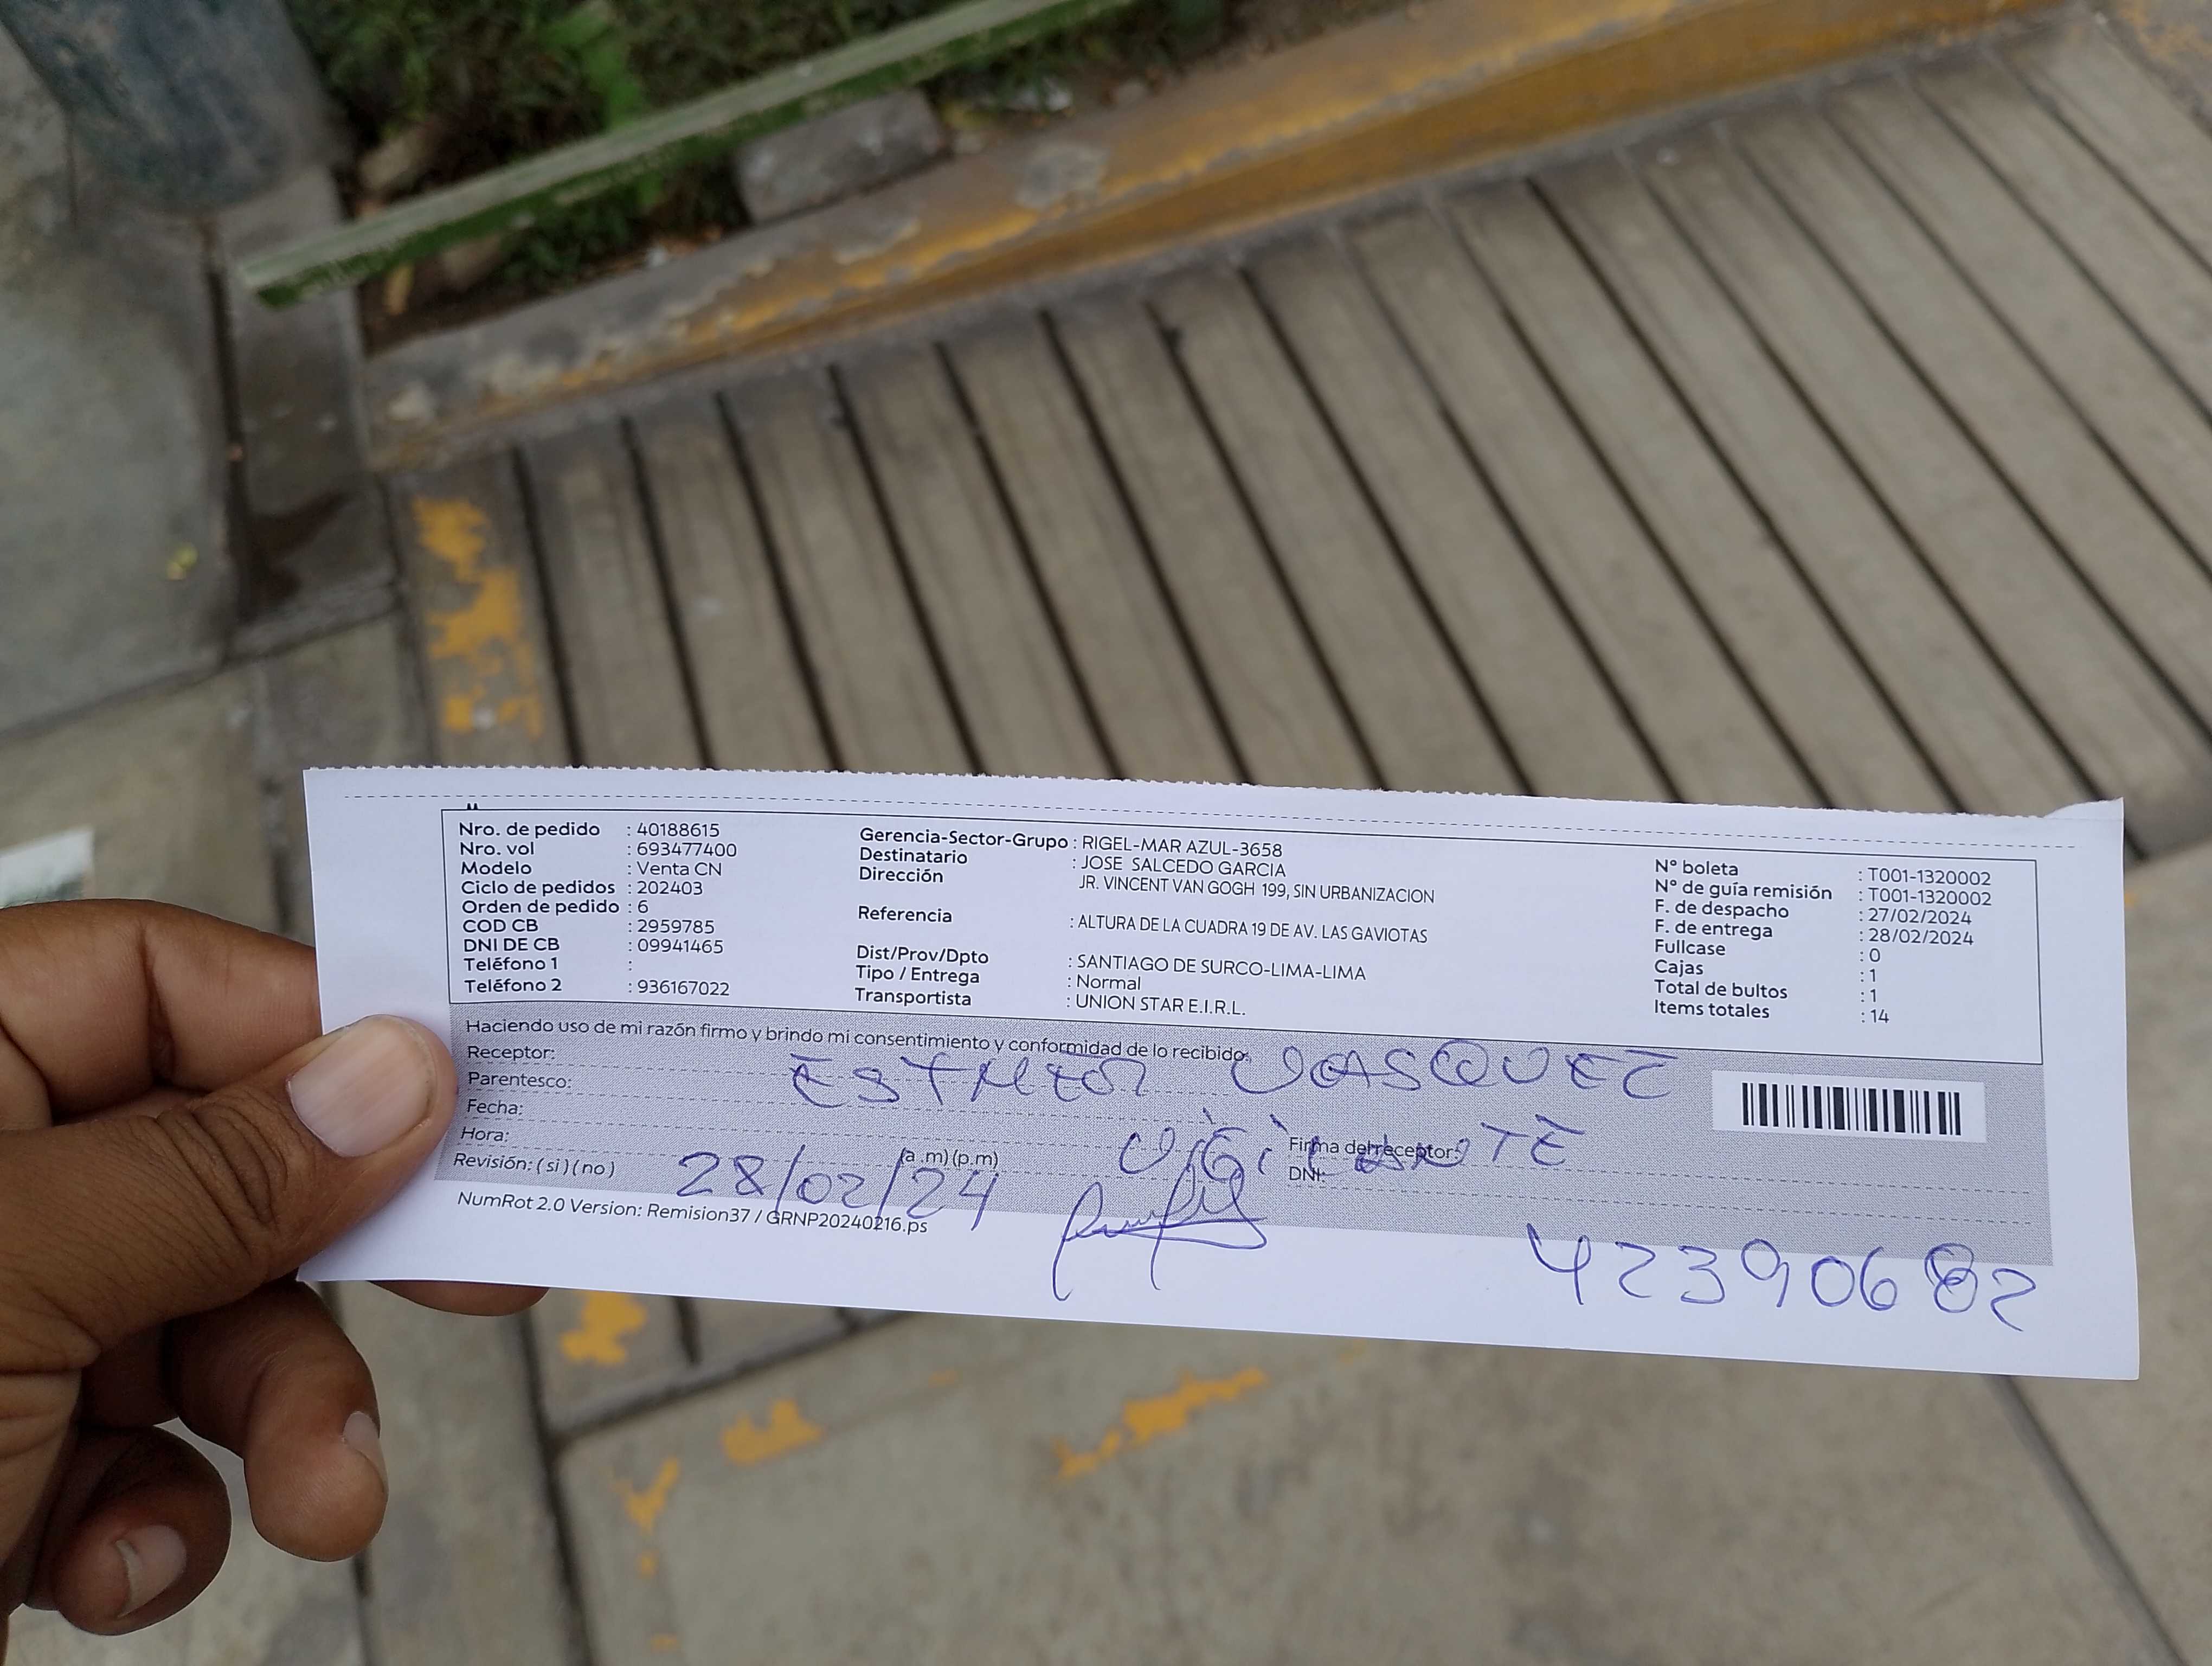 Nro. de pedido : 40188615
Nro. vol : 693477400
Modelo : Venta CN
Ciclo de pedidos : 202403
Orden de pedido : 6
COD CB : 2959785
DNI DE CB : 09941465
Teléfono 1 :
Teléfono 2 : 936167022
Gerencia-Sector-Grupo : RIGEL-MAR AZUL-3658
Destinatario : JOSE SALCEDO GARCIA
Dirección JR. VINCENT VAN GOGH 199, SIN URBANIZACION
Referencia : ALTURA DE LA CUADRA 19 DE AV. LAS GAVIOTAS
Dist/Prov/Dpto : SANTIAGO DE SURCO-LIMA-LIMA
Tipo / Entrega : Normal
Transportista : UNION STAR E.I.R.L.
N° boleta : T001-1320002
N° de guía remisión : T001-1320002
F. de despacho : 27/02/2024
F. de entrega : 28/02/2024
Fullcase : 0
Cajas : 1
Total de bultos : 1
Items totales : 14
Haciendo uso de mi razón firmo y brindo mi consentimiento y conformidad de lo recibido.
Receptor: VASQUEZ
Parentesco:
Fecha: VIGILANTE
Hora: (a .m) (p.m)
28/02/24
Revisión: ( si ) ( no )
Firma del receptor:
DNI:
42390682
NumRot 2.0 Version: Remision37 / GRNP20240216.ps